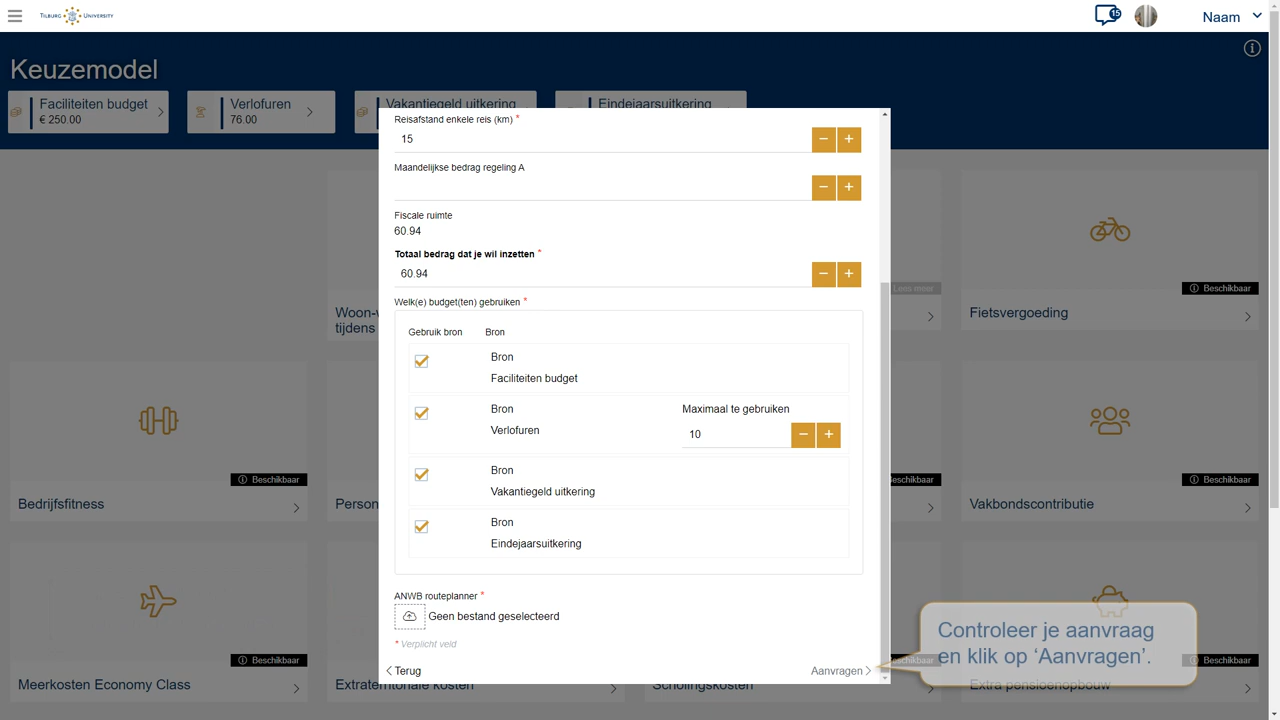 TILBURG UNIVERSITY
15
Naam
Keuzemodel
Faciliteiten budget
€ 250.00
Verlofuren
76.00
Vakantiegeld uitkering
Eindejaarsuitkering
Reisafstand enkele reis (km) *
15
Maandelijkse bedrag regeling A
Fiscale ruimte
60.94
Totaal bedrag dat je wil inzetten *
60.94
Welk(e) budget(ten) gebruiken *
Gebruik bron Bron
Bron
Faciliteiten budget
Bron Maximaal te gebruiken
Verlofuren 10
Bron
Vakantiegeld uitkering
Bron
Eindejaarsuitkering
ANWB routeplanner *
Geen bestand geselecteerd
* Verplicht veld
Terug Aanvragen
Woon-
tijdens
Lees meer
Beschikbaar
Fietsvergoeding
Beschikbaar
Bedrijfsfitness
Person
Beschikbaar
Vakbondscontributie
Beschikbaar
Meerkosten Economy Class
Extraterritoriale kosten
Scholingskosten
Beschikbaar
Extra pensioenopbouw
Controleer je aanvraag
en klik op ‘Aanvragen’.